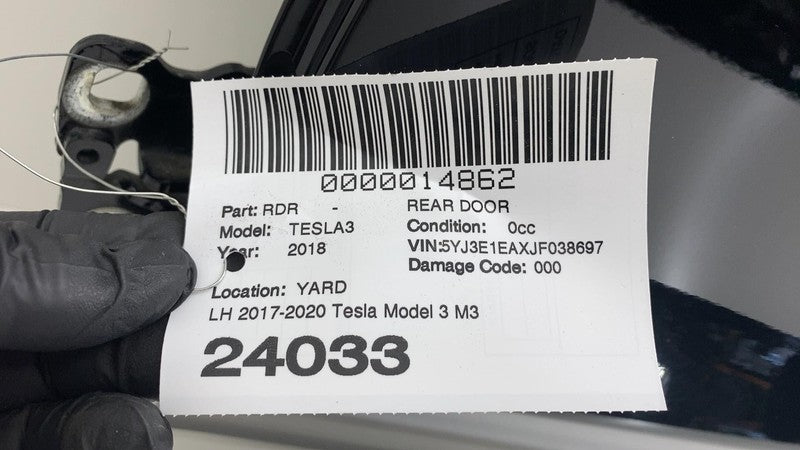 0000014862
Part: RDR - REAR DOOR
Model: TESLA3 Condition: 0cc
Year: 2018 VIN:5YJ3E1EAXJF038697
Damage Code: 000
Location: YARD
LH 2017-2020 Tesla Model 3 M3
24033